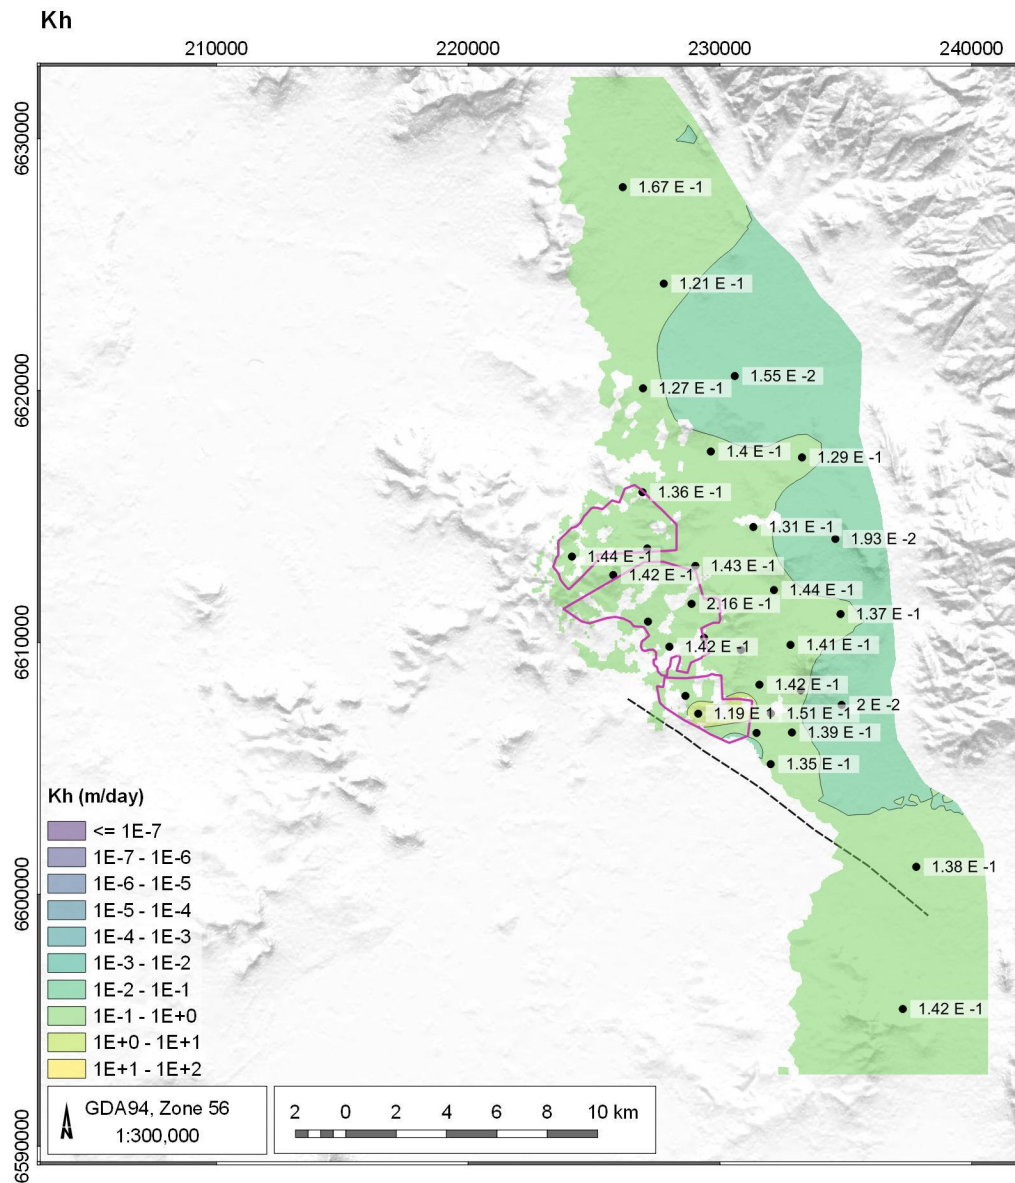 Kh
210000 220000 230000 240000
6630000
1.67 E -1
1.21 E -1
6620000
1.55 E -2
1.27 E -1
1.4 E -1
1.29 E -1
1.36 E -1
1.31 E -1
1.93 E -2
1.44 E -1
1.43 E -1
1.42 E -1
1.44 E -1
2.16 E -1
1.37 E -1
6610000
1.42 E -1
1.41 E -1
1.42 E -1
2 E -2
1.19 E 1
1.51 E -1
1.39 E -1
1.35 E -1
1.38 E -1
6600000
1.42 E -1
6590000
Kh (m/day)
<= 1E-7
1E-7 - 1E-6
1E-6 - 1E-5
1E-5 - 1E-4
1E-4 - 1E-3
1E-3 - 1E-2
1E-2 - 1E-1
1E-1 - 1E+0
1E+0 - 1E+1
1E+1 - 1E+2
N
GDA94, Zone 56
1:300,000
2 0 2 4 6 8 10 km